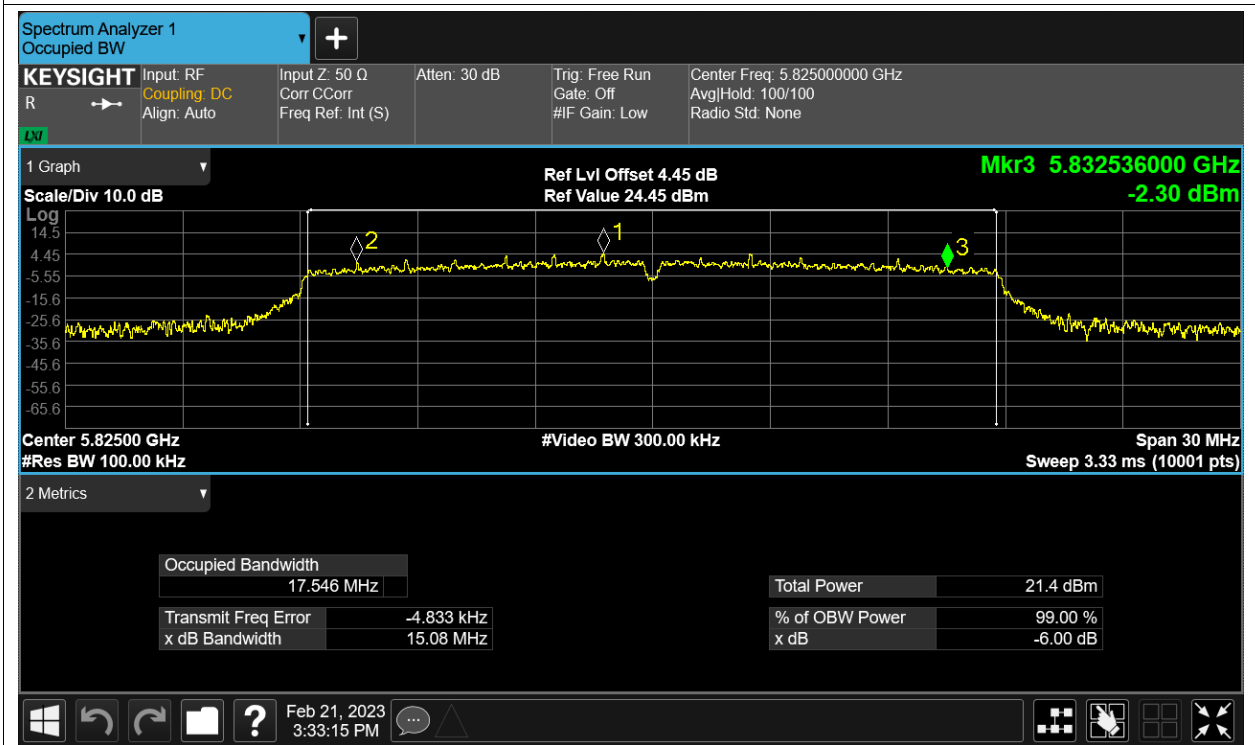 Spectrum Analyzer 1
Occupied BW
KEYSIGHT
R
LXI
Input: RF
Coupling: DC
Align: Auto
Input Z: 50 Ω
Corr CCorr
Freq Ref: Int (S)
Atten: 30 dB
Trig: Free Run
Gate: Off
#IF Gain: Low
Center Freq: 5.825000000 GHz
Avg|Hold: 100/100
Radio Std: None
1 Graph
Scale/Div 10.0 dB
Log
Ref Lvl Offset 4.45 dB
Ref Value 24.45 dBm
Mkr3 5.832536000 GHz
-2.30 dBm
14.5
4.45
-5.55
-15.6
-25.6
-35.6
-45.6
-55.6
-65.6
2
1
3
Center 5.82500 GHz
#Res BW 100.00 kHz
#Video BW 300.00 kHz
Span 30 MHz
Sweep 3.33 ms (10001 pts)
2 Metrics
Occupied Bandwidth
17.546 MHz
Transmit Freq Error -4.833 kHz
x dB Bandwidth 15.08 MHz
Total Power 21.4 dBm
% of OBW Power 99.00 %
x dB -6.00 dB
?
Feb 21, 2023
3:33:15 PM